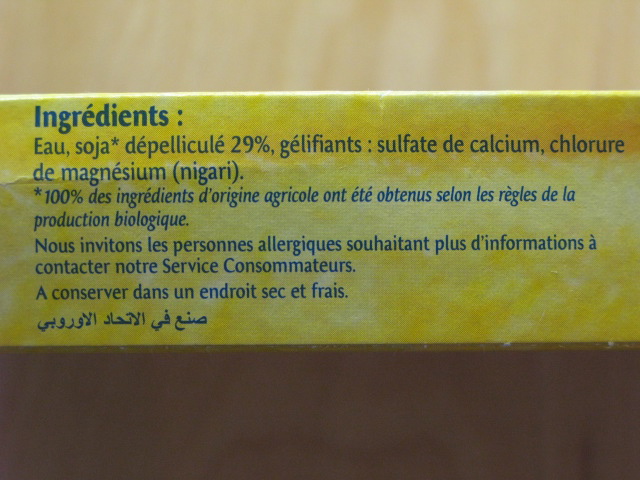 Ingrédients :
Eau, soja* dépelliculé 29%, gélifiants : sulfate de calcium, chlorure
de magnésium (nigari).
*100% des ingrédients d'origine agricole ont été obtenus selon les règles de la
production biologique.
Nous invitons les personnes allergiques souhaitant plus d'informations à
contacter notre Service Consommateurs.
A conserver dans un endroit sec et frais.
صنع في الاتحاد الاوروبي